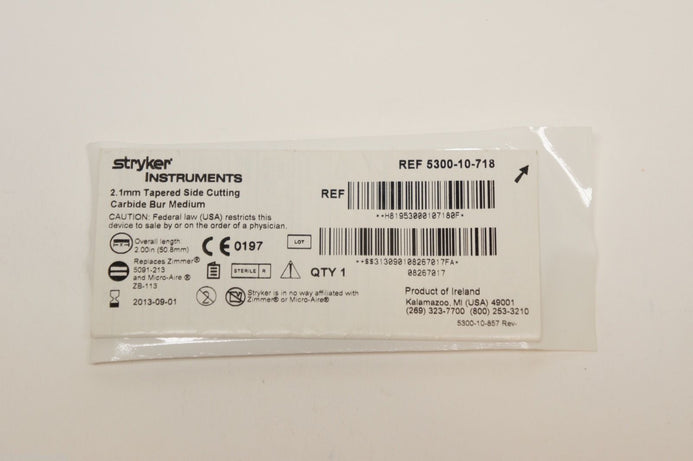 stryker®
INSTRUMENTS
REF 5300-10-718
2.1mm Tapered Side Cutting
Carbide Bur Medium
REF
**H81953000107180F*
CAUTION: Federal law (USA) restricts this
device to sale by or on the order of a physician.
Overall length
2.00in (50.8mm)
CE 0197
LOT
**$$313090108267017FA*
08267017
Replaces Zimmer®
5091-213
and Micro-Aire®
ZB-113
STERILE R
QTY 1
2013-09-01
2
Stryker is in no way affiliated with
Zimmer® or Micro-Aire®
Product of Ireland
Kalamazoo, MI (USA) 49001
(269) 323-7700 (800) 253-3210
5300-10-857 Rev-